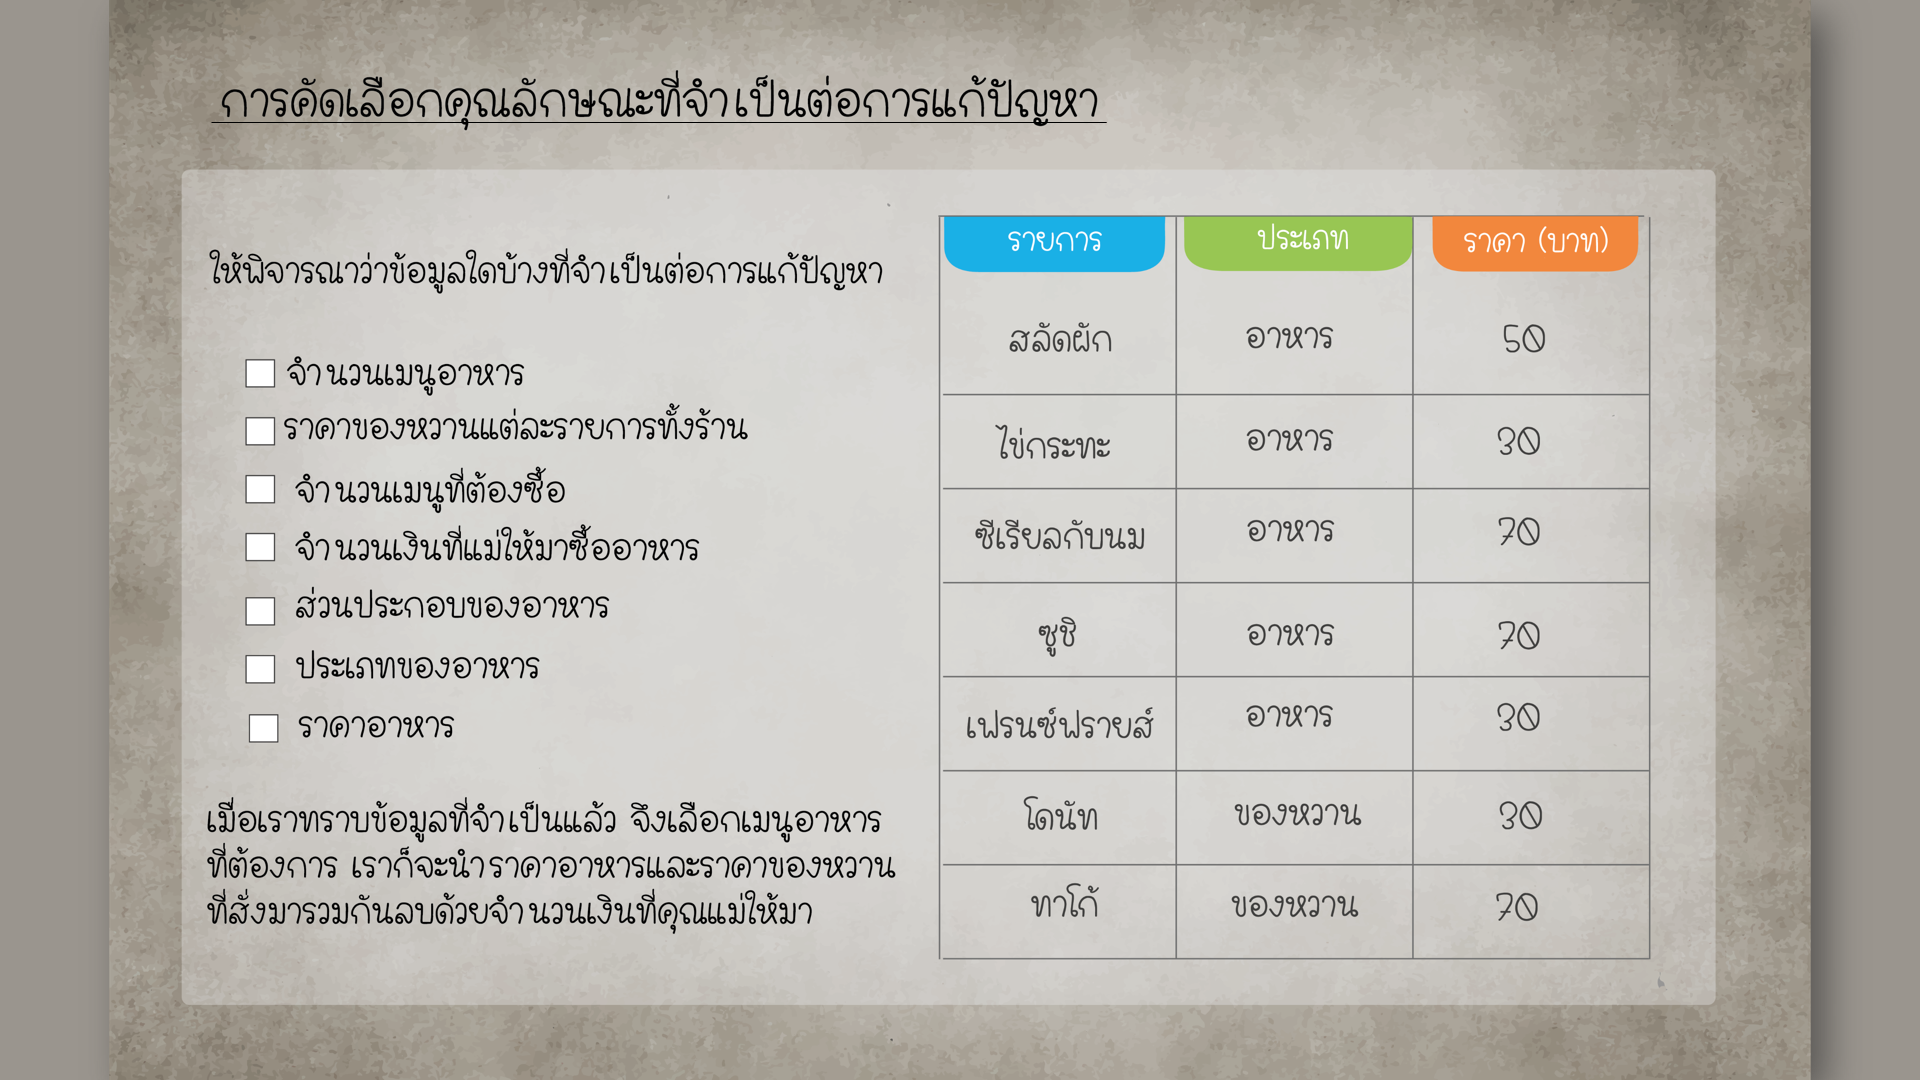 การคัดเลือกคุณลักษณะที่จำเป็นต่อการแก้ปัญหา
ให้พิจารณาว่าข้อมูลใดบ้างที่จำเป็นต่อการแก้ปัญหา
จำนวนเมนูอาหาร
ราคาของหวานแต่ละรายการทั้งร้าน
จำนวนเมนูที่ต้องซื้อ
จำนวนเงินที่แม่ให้มาซื้ออาหาร
ส่วนประกอบของอาหาร
ประเภทของอาหาร
ราคาอาหาร
เมื่อเราทราบข้อมูลที่จำเป็นแล้ว จึงเลือกเมนูอาหาร
ที่ต้องการ เราก็จะนำราคาอาหารและราคาของหวาน
ที่สั่งมารวมกันลบด้วยจำนวนเงินที่คุณแม่ให้มา
รายการ ประเภท ราคา (บาท)
สลัดผัก อาหาร 50
ไข่กระทะ อาหาร 30
ซีเรียลกับนม อาหาร 70
ซูชิ อาหาร 70
เฟรนซ์ฟรายส์ อาหาร 30
โดนัท ของหวาน 30
ทาโก้ ของหวาน 70